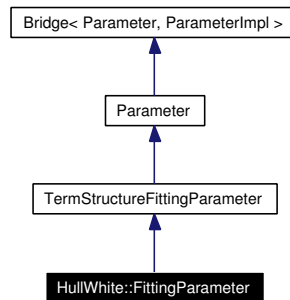 Bridge< Parameter, ParameterImpl >
Parameter
TermStructureFittingParameter
HullWhite::FittingParameter